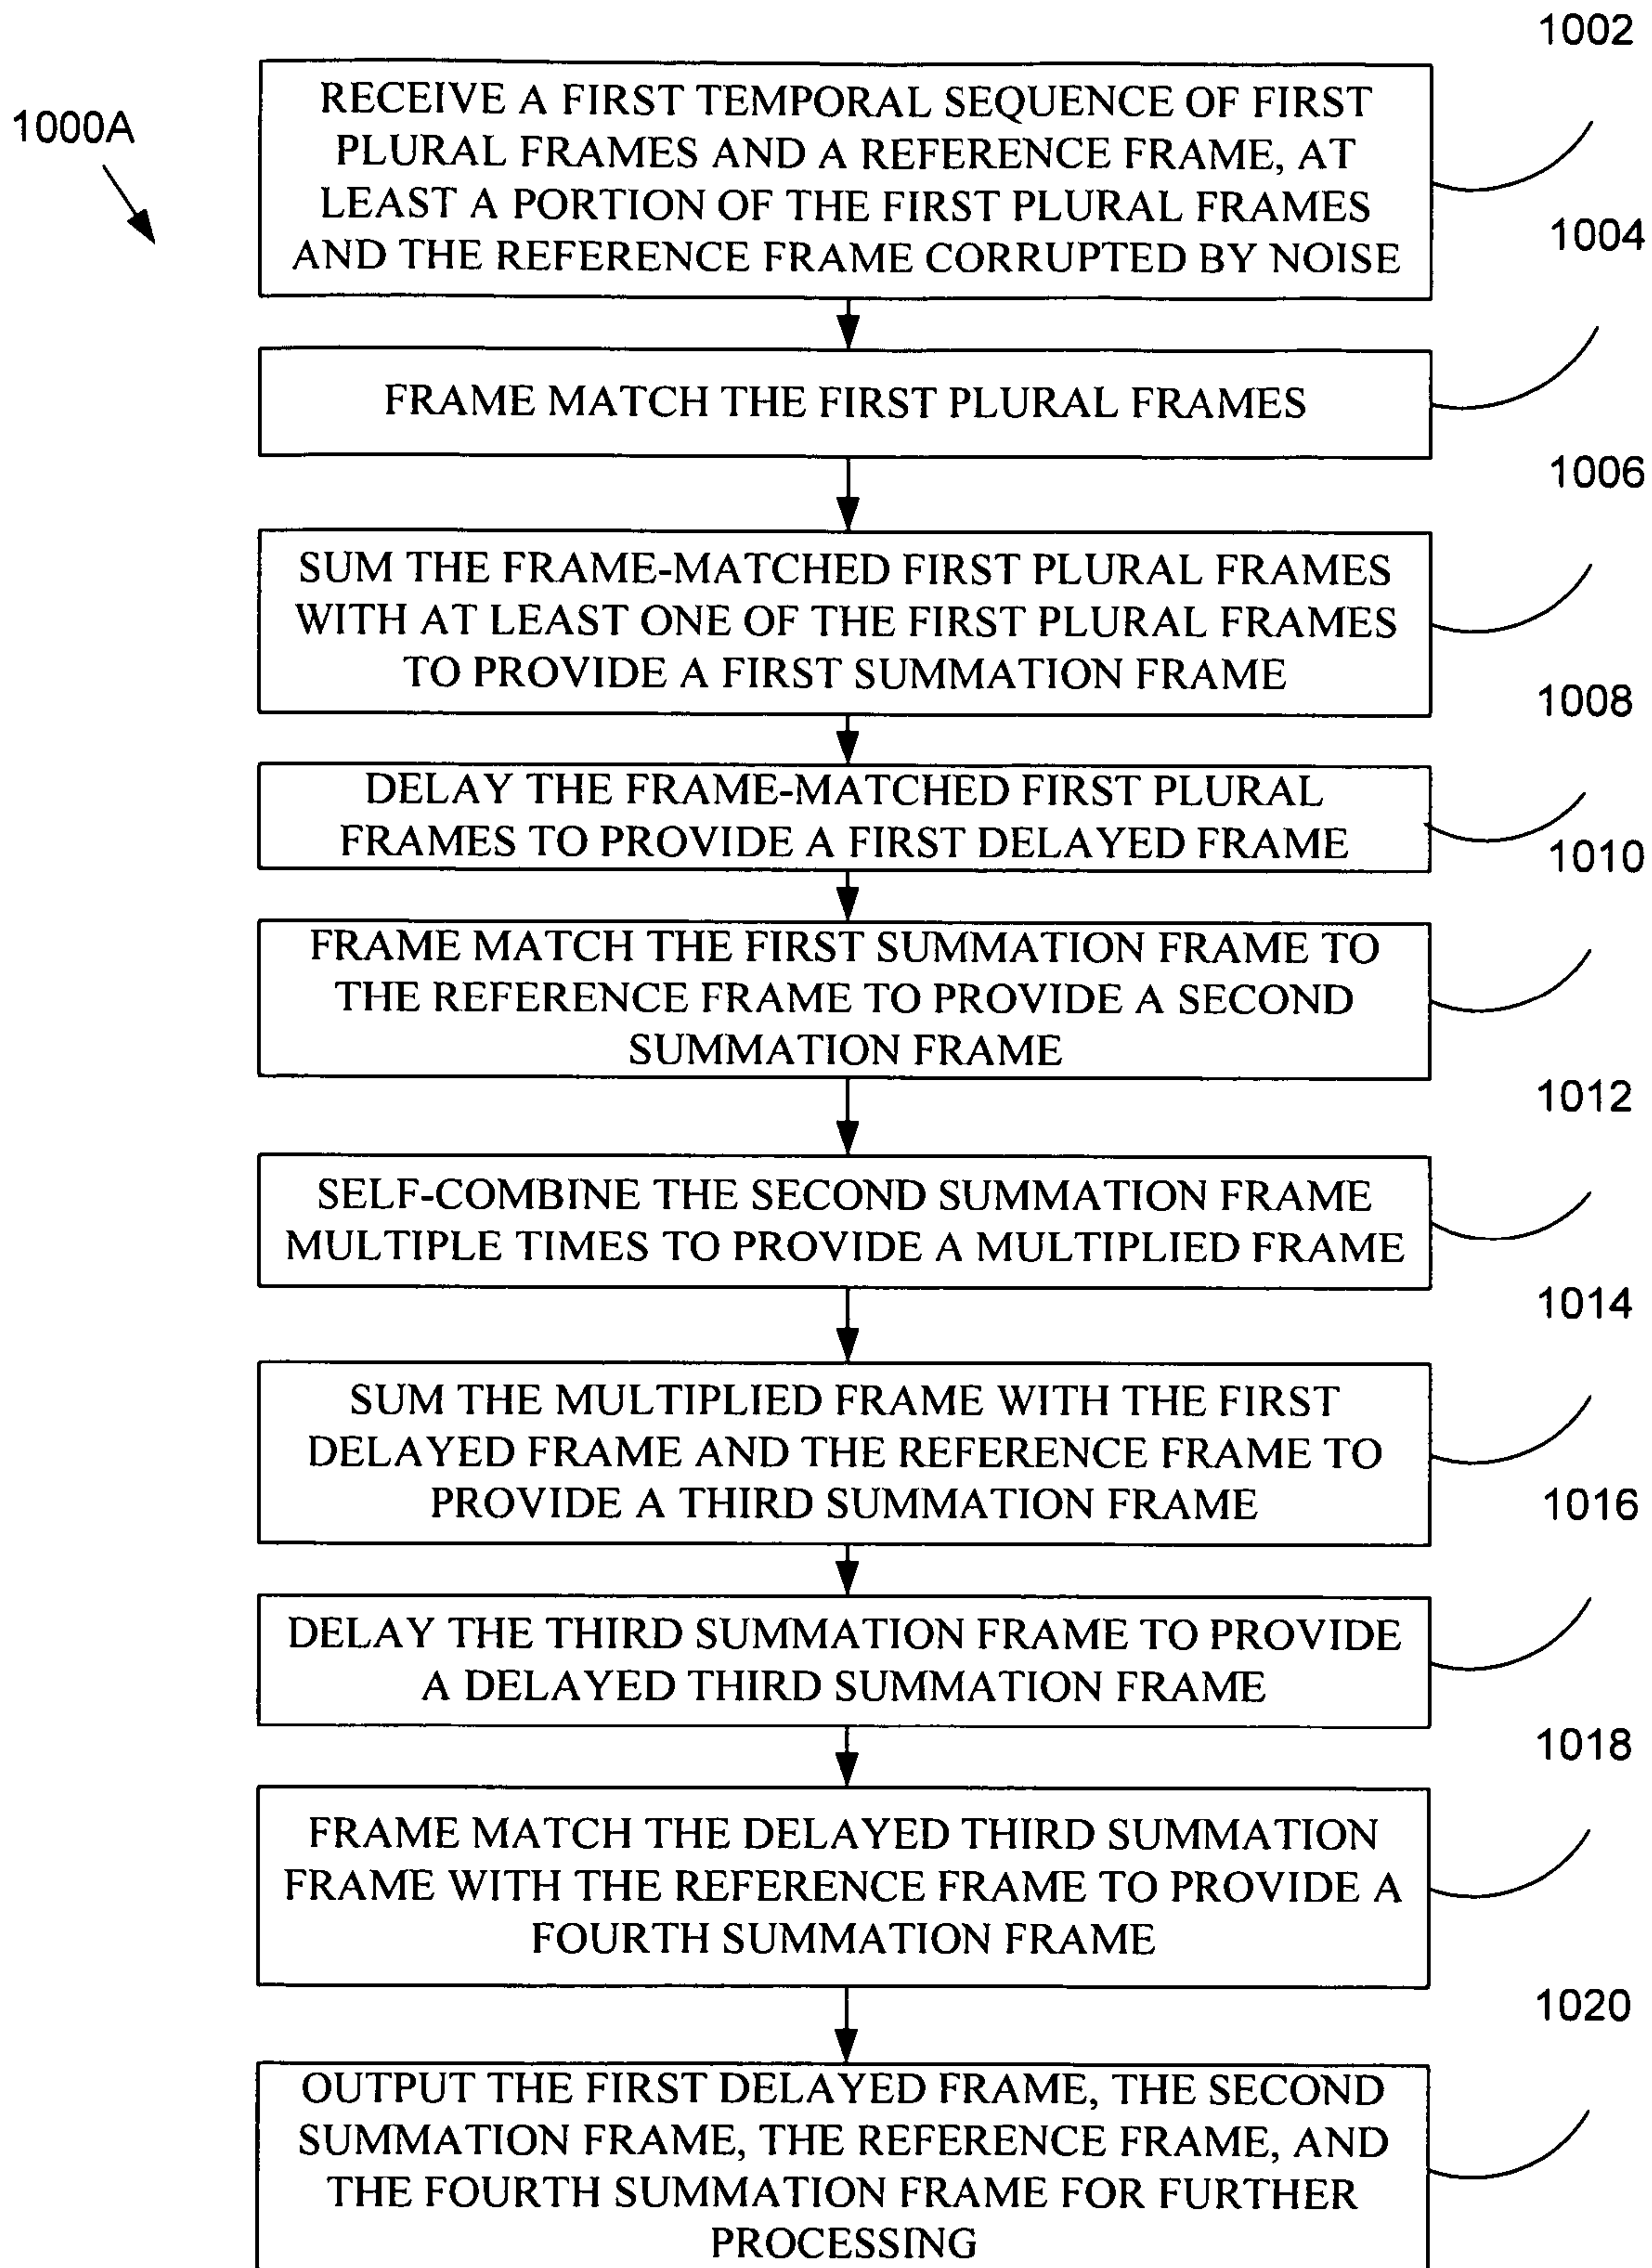 1002
1000A
RECEIVE A FIRST TEMPORAL SEQUENCE OF FIRST
PLURAL FRAMES AND A REFERENCE FRAME, AT
LEAST A PORTION OF THE FIRST PLURAL FRAMES
AND THE REFERENCE FRAME CORRUPTED BY NOISE
1004
FRAME MATCH THE FIRST PLURAL FRAMES
1006
SUM THE FRAME-MATCHED FIRST PLURAL FRAMES
WITH AT LEAST ONE OF THE FIRST PLURAL FRAMES
TO PROVIDE A FIRST SUMMATION FRAME
1008
DELAY THE FRAME-MATCHED FIRST PLURAL
FRAMES TO PROVIDE A FIRST DELAYED FRAME
1010
FRAME MATCH THE FIRST SUMMATION FRAME TO
THE REFERENCE FRAME TO PROVIDE A SECOND
SUMMATION FRAME
1012
SELF-COMBINE THE SECOND SUMMATION FRAME
MULTIPLE TIMES TO PROVIDE A MULTIPLIED FRAME
1014
SUM THE MULTIPLIED FRAME WITH THE FIRST
DELAYED FRAME AND THE REFERENCE FRAME TO
PROVIDE A THIRD SUMMATION FRAME
1016
DELAY THE THIRD SUMMATION FRAME TO PROVIDE
A DELAYED THIRD SUMMATION FRAME
1018
FRAME MATCH THE DELAYED THIRD SUMMATION
FRAME WITH THE REFERENCE FRAME TO PROVIDE A
FOURTH SUMMATION FRAME
1020
OUTPUT THE FIRST DELAYED FRAME, THE SECOND
SUMMATION FRAME, THE REFERENCE FRAME, AND
THE FOURTH SUMMATION FRAME FOR FURTHER
PROCESSING